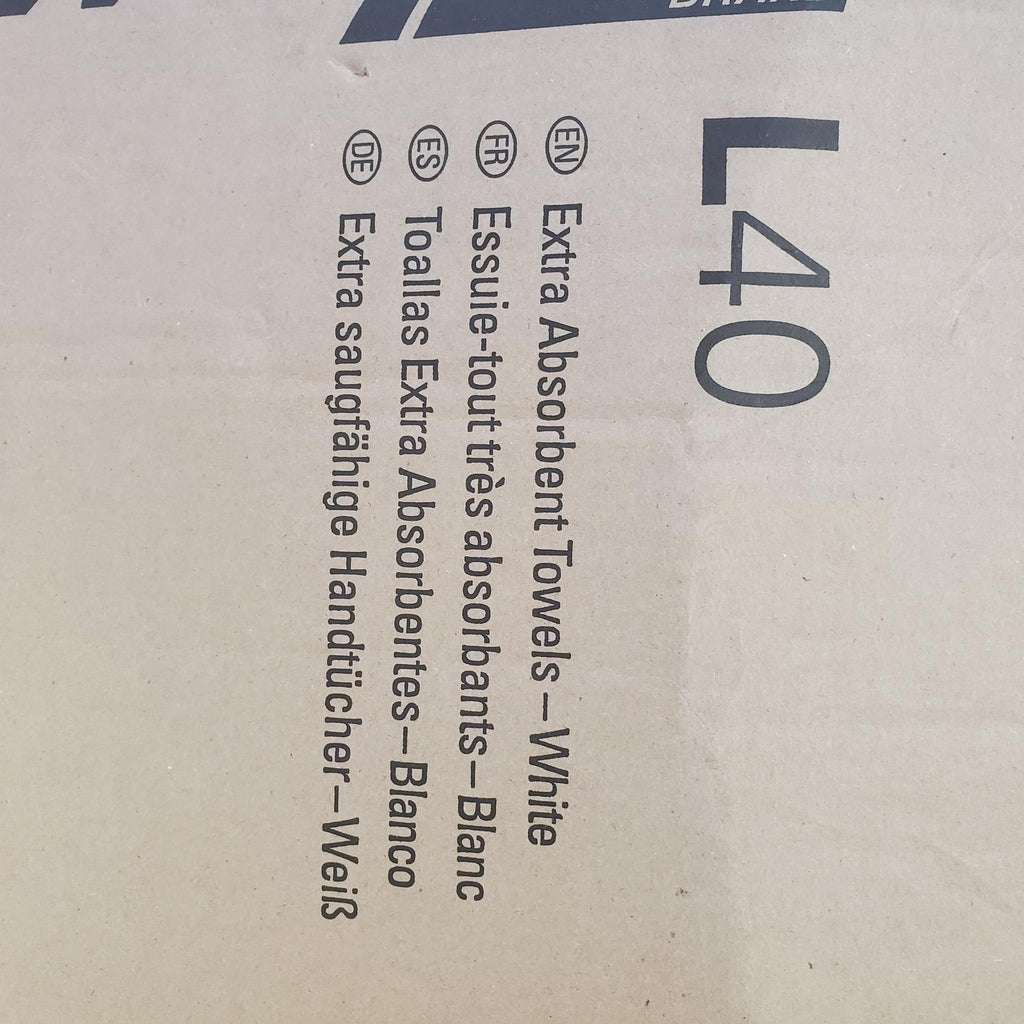 L40
EN Extra Absorbent Towels – White
FR Essuie-tout très absorbants – Blanc
ES Toallas Extra Absorbentes – Blanco
DE Extra saugfähige Handtücher – Weiß